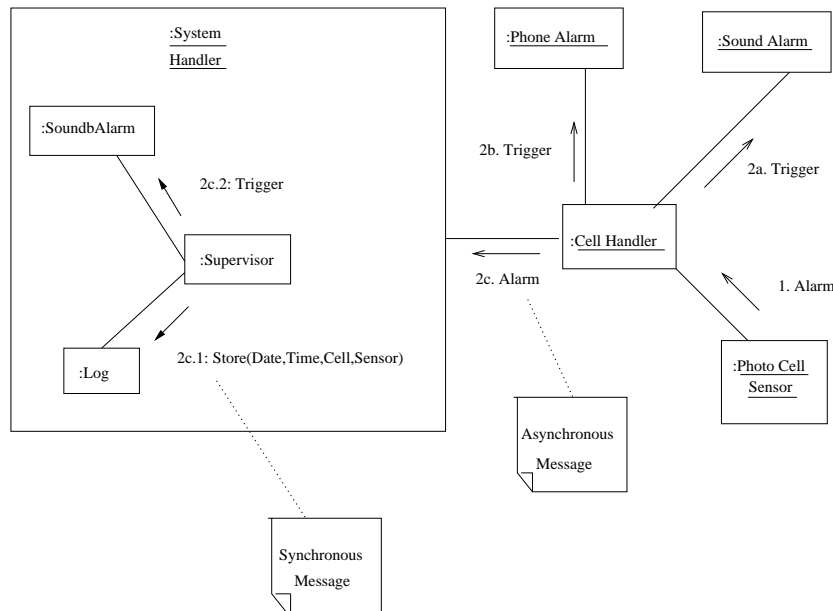 :System
Handler
:Phone Alarm
:Sound Alarm
:SoundbAlarm
2b. Trigger
2a. Trigger
2c.2: Trigger
:Supervisor
:Cell Handler
2c. Alarm
1. Alarm
:Log
2c.1: Store(Date,Time,Cell,Sensor)
:Photo Cell
Sensor
Asynchronous
Message
Synchronous
Message